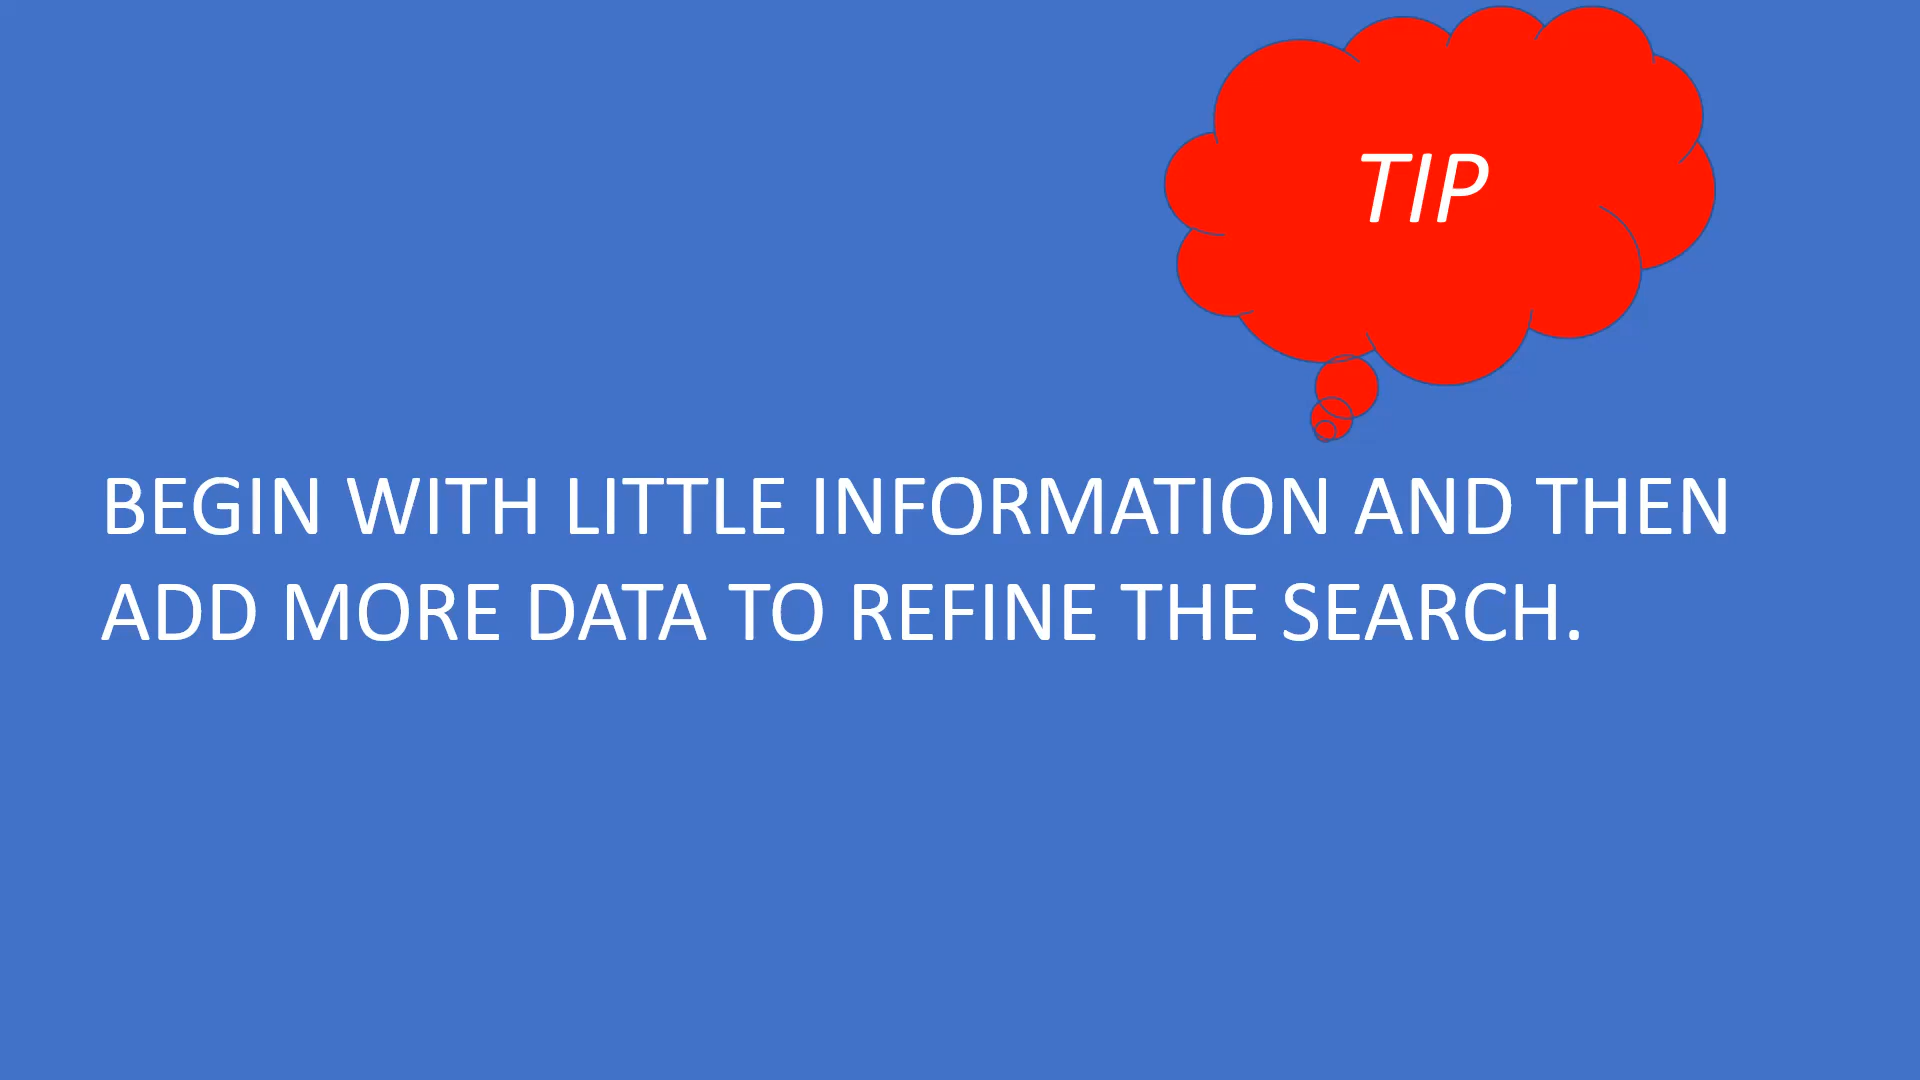 TIP
BEGIN WITH LITTLE INFORMATION AND THEN
ADD MORE DATA TO REFINE THE SEARCH.